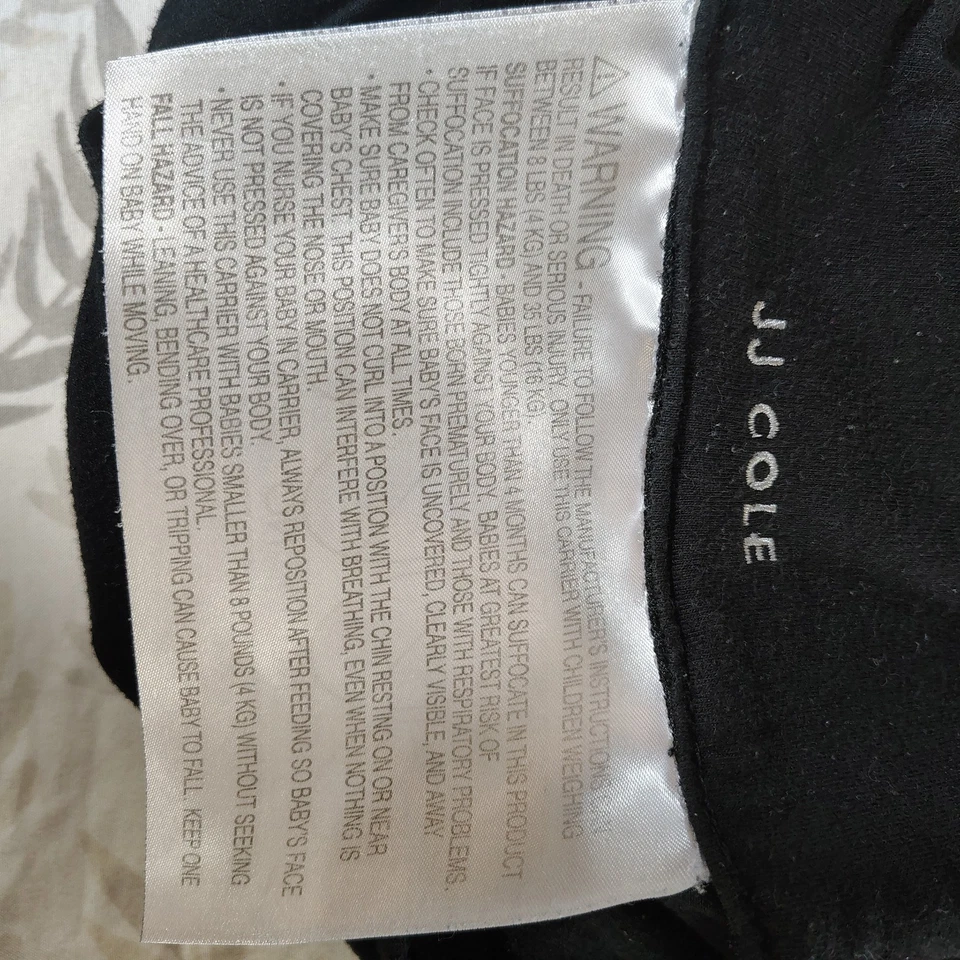 JJ COLE
⚠ WARNING - FAILURE TO FOLLOW THE MANUFACTURER'S INSTRUCTIONS
RESULT IN DEATH OR SERIOUS INJURY. ONLY USE THIS CARRIER WITH CHILDREN WEIGHING
BETWEEN 8 LBS (4 KG) AND 35 LBS (16 KG).
SUFFOCATION HAZARD - BABIES YOUNGER THAN 4 MONTHS CAN SUFFOCATE IN THIS PRODUCT
IF FACE IS PRESSED TIGHTLY AGAINST YOUR BODY. BABIES AT GREATEST RISK OF
SUFFOCATION INCLUDE THOSE BORN PREMATURELY AND THOSE WITH RESPIRATORY PROBLEMS.
• CHECK OFTEN TO MAKE SURE BABY'S FACE IS UNCOVERED, CLEARLY VISIBLE, AND AWAY
FROM CAREGIVER'S BODY AT ALL TIMES.
• MAKE SURE BABY DOES NOT CURL INTO A POSITION WITH THE CHIN RESTING ON OR NEAR
BABY'S CHEST. THIS POSITION CAN INTERFERE WITH BREATHING, EVEN WHEN NOTHING IS
COVERING THE NOSE OR MOUTH.
• IF YOU NURSE YOUR BABY IN CARRIER, ALWAYS REPOSITION AFTER FEEDING SO BABY'S FACE
IS NOT PRESSED AGAINST YOUR BODY.
• NEVER USE THIS CARRIER WITH BABIES SMALLER THAN 8 POUNDS (4 KG) WITHOUT SEEKING
THE ADVICE OF A HEALTHCARE PROFESSIONAL.
FALL HAZARD - LEANING, BENDING OVER, OR TRIPPING CAN CAUSE BABY TO FALL. KEEP ONE
HAND ON BABY WHILE MOVING.